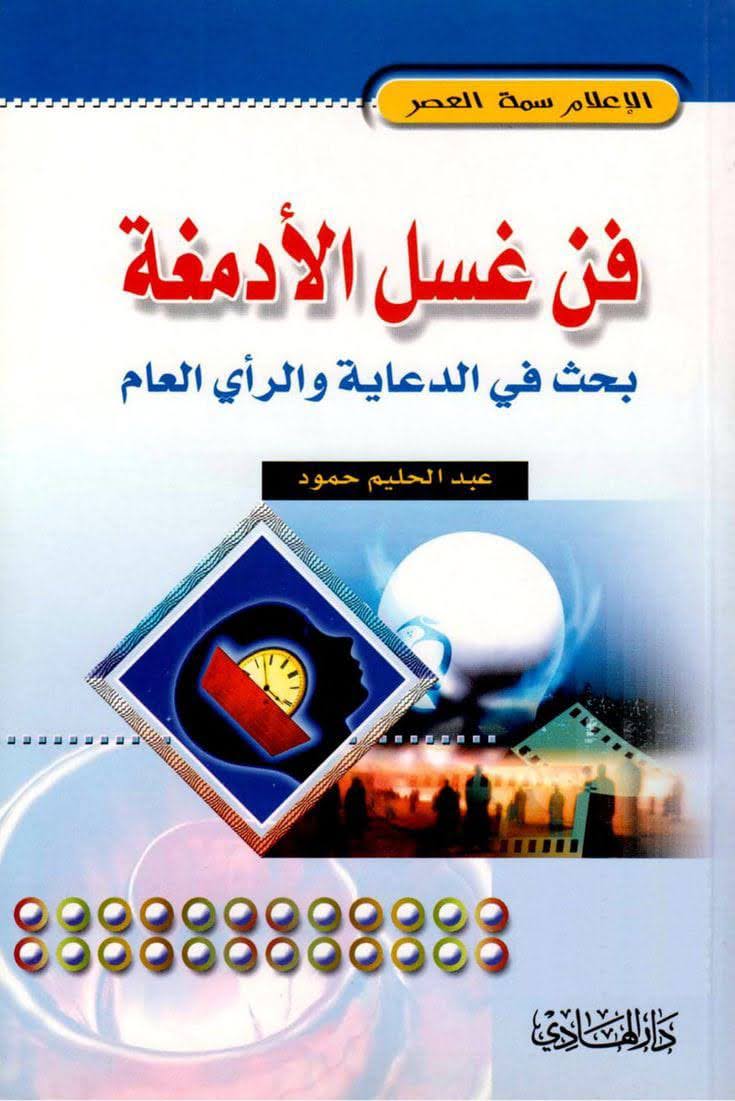 الإعلام سمة العصر
فن غسل الأدمغة
بحث في الدعاية والرأي العام
عبد الحليم حمود
دار الهادي